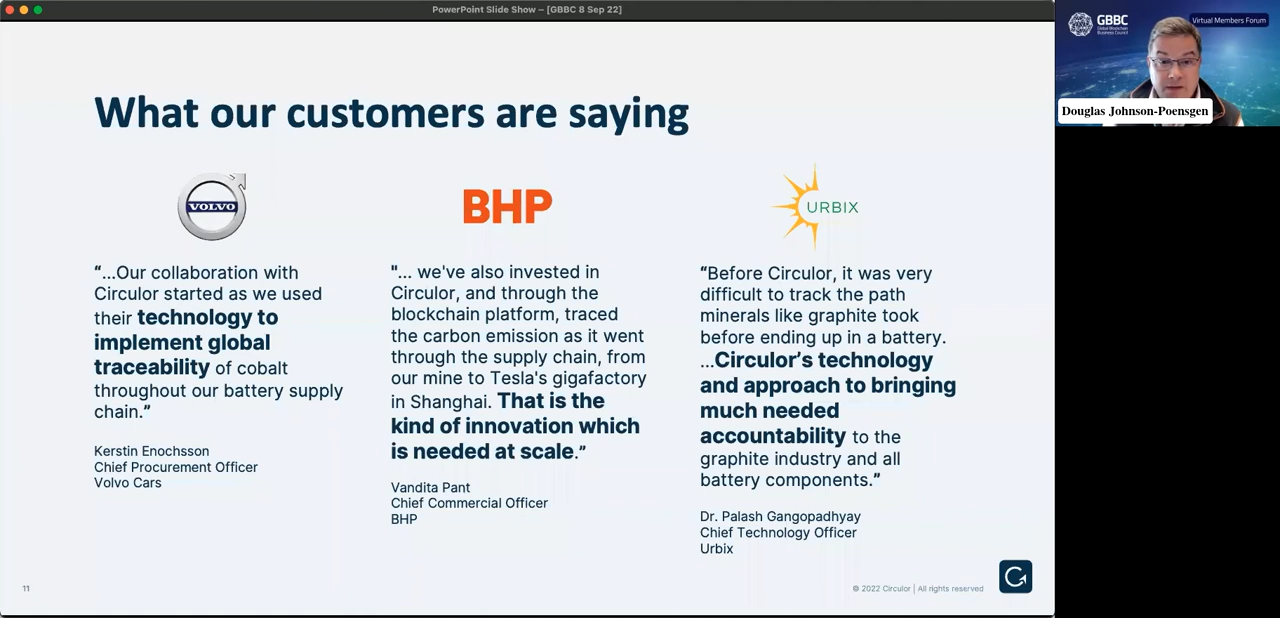 PowerPoint Slide Show – [GBBC 8 Sep 22]
What our customers are saying
VOLVO
“...Our collaboration with
Circulor started as we used
their technology to
implement global
traceability of cobalt
throughout our battery supply
chain.”
Kerstin Enochsson
Chief Procurement Officer
Volvo Cars
BHP
"... we've also invested in
Circulor, and through the
blockchain platform, traced
the carbon emission as it went
through the supply chain, from
our mine to Tesla's gigafactory
in Shanghai. That is the
kind of innovation which
is needed at scale.”
Vandita Pant
Chief Commercial Officer
BHP
URBIX
“Before Circulor, it was very
difficult to track the path
minerals like graphite took
before ending up in a battery.
...Circulor’s technology
and approach to bringing
much needed
accountability to the
graphite industry and all
battery components.”
Dr. Palash Gangopadhyay
Chief Technology Officer
Urbix
11
© 2022 Circulor | All rights reserved
GBBC
Global Blockchain
Business Council
Virtual Members Forum
Douglas Johnson-Poensgen